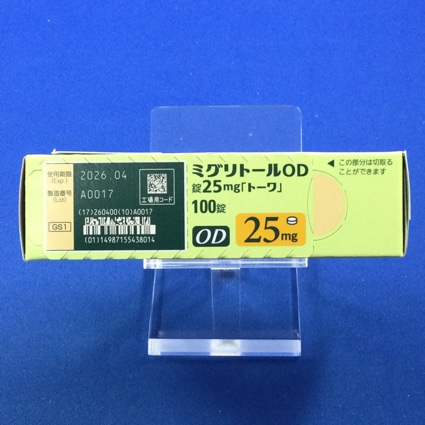 使用期限
(Exp.)
2026.04
製造番号
(Lot)
A0017
工場用コード
(17)260400(10)A0017
GS1
(01)14987155438014
ミグリトールOD
錠25mg「トーワ」
100錠
OD
25mg
◀ この部分は切取る
ことができます